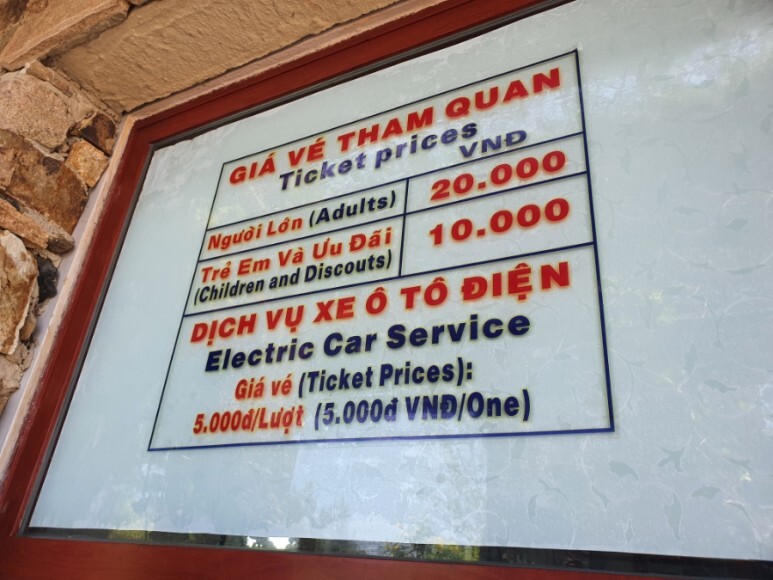 GIÁ VÉ THAM QUAN
Ticket prices
VNĐ
Người Lớn (Adults) 20.000
Trẻ Em Và Ưu Đãi 10.000
(Children and Discouts)
DỊCH VỤ XE Ô TÔ ĐIỆN
Electric Car Service
Giá vé (Ticket Prices):
5.000đ/Lượt (5.000đ VNĐ/One)